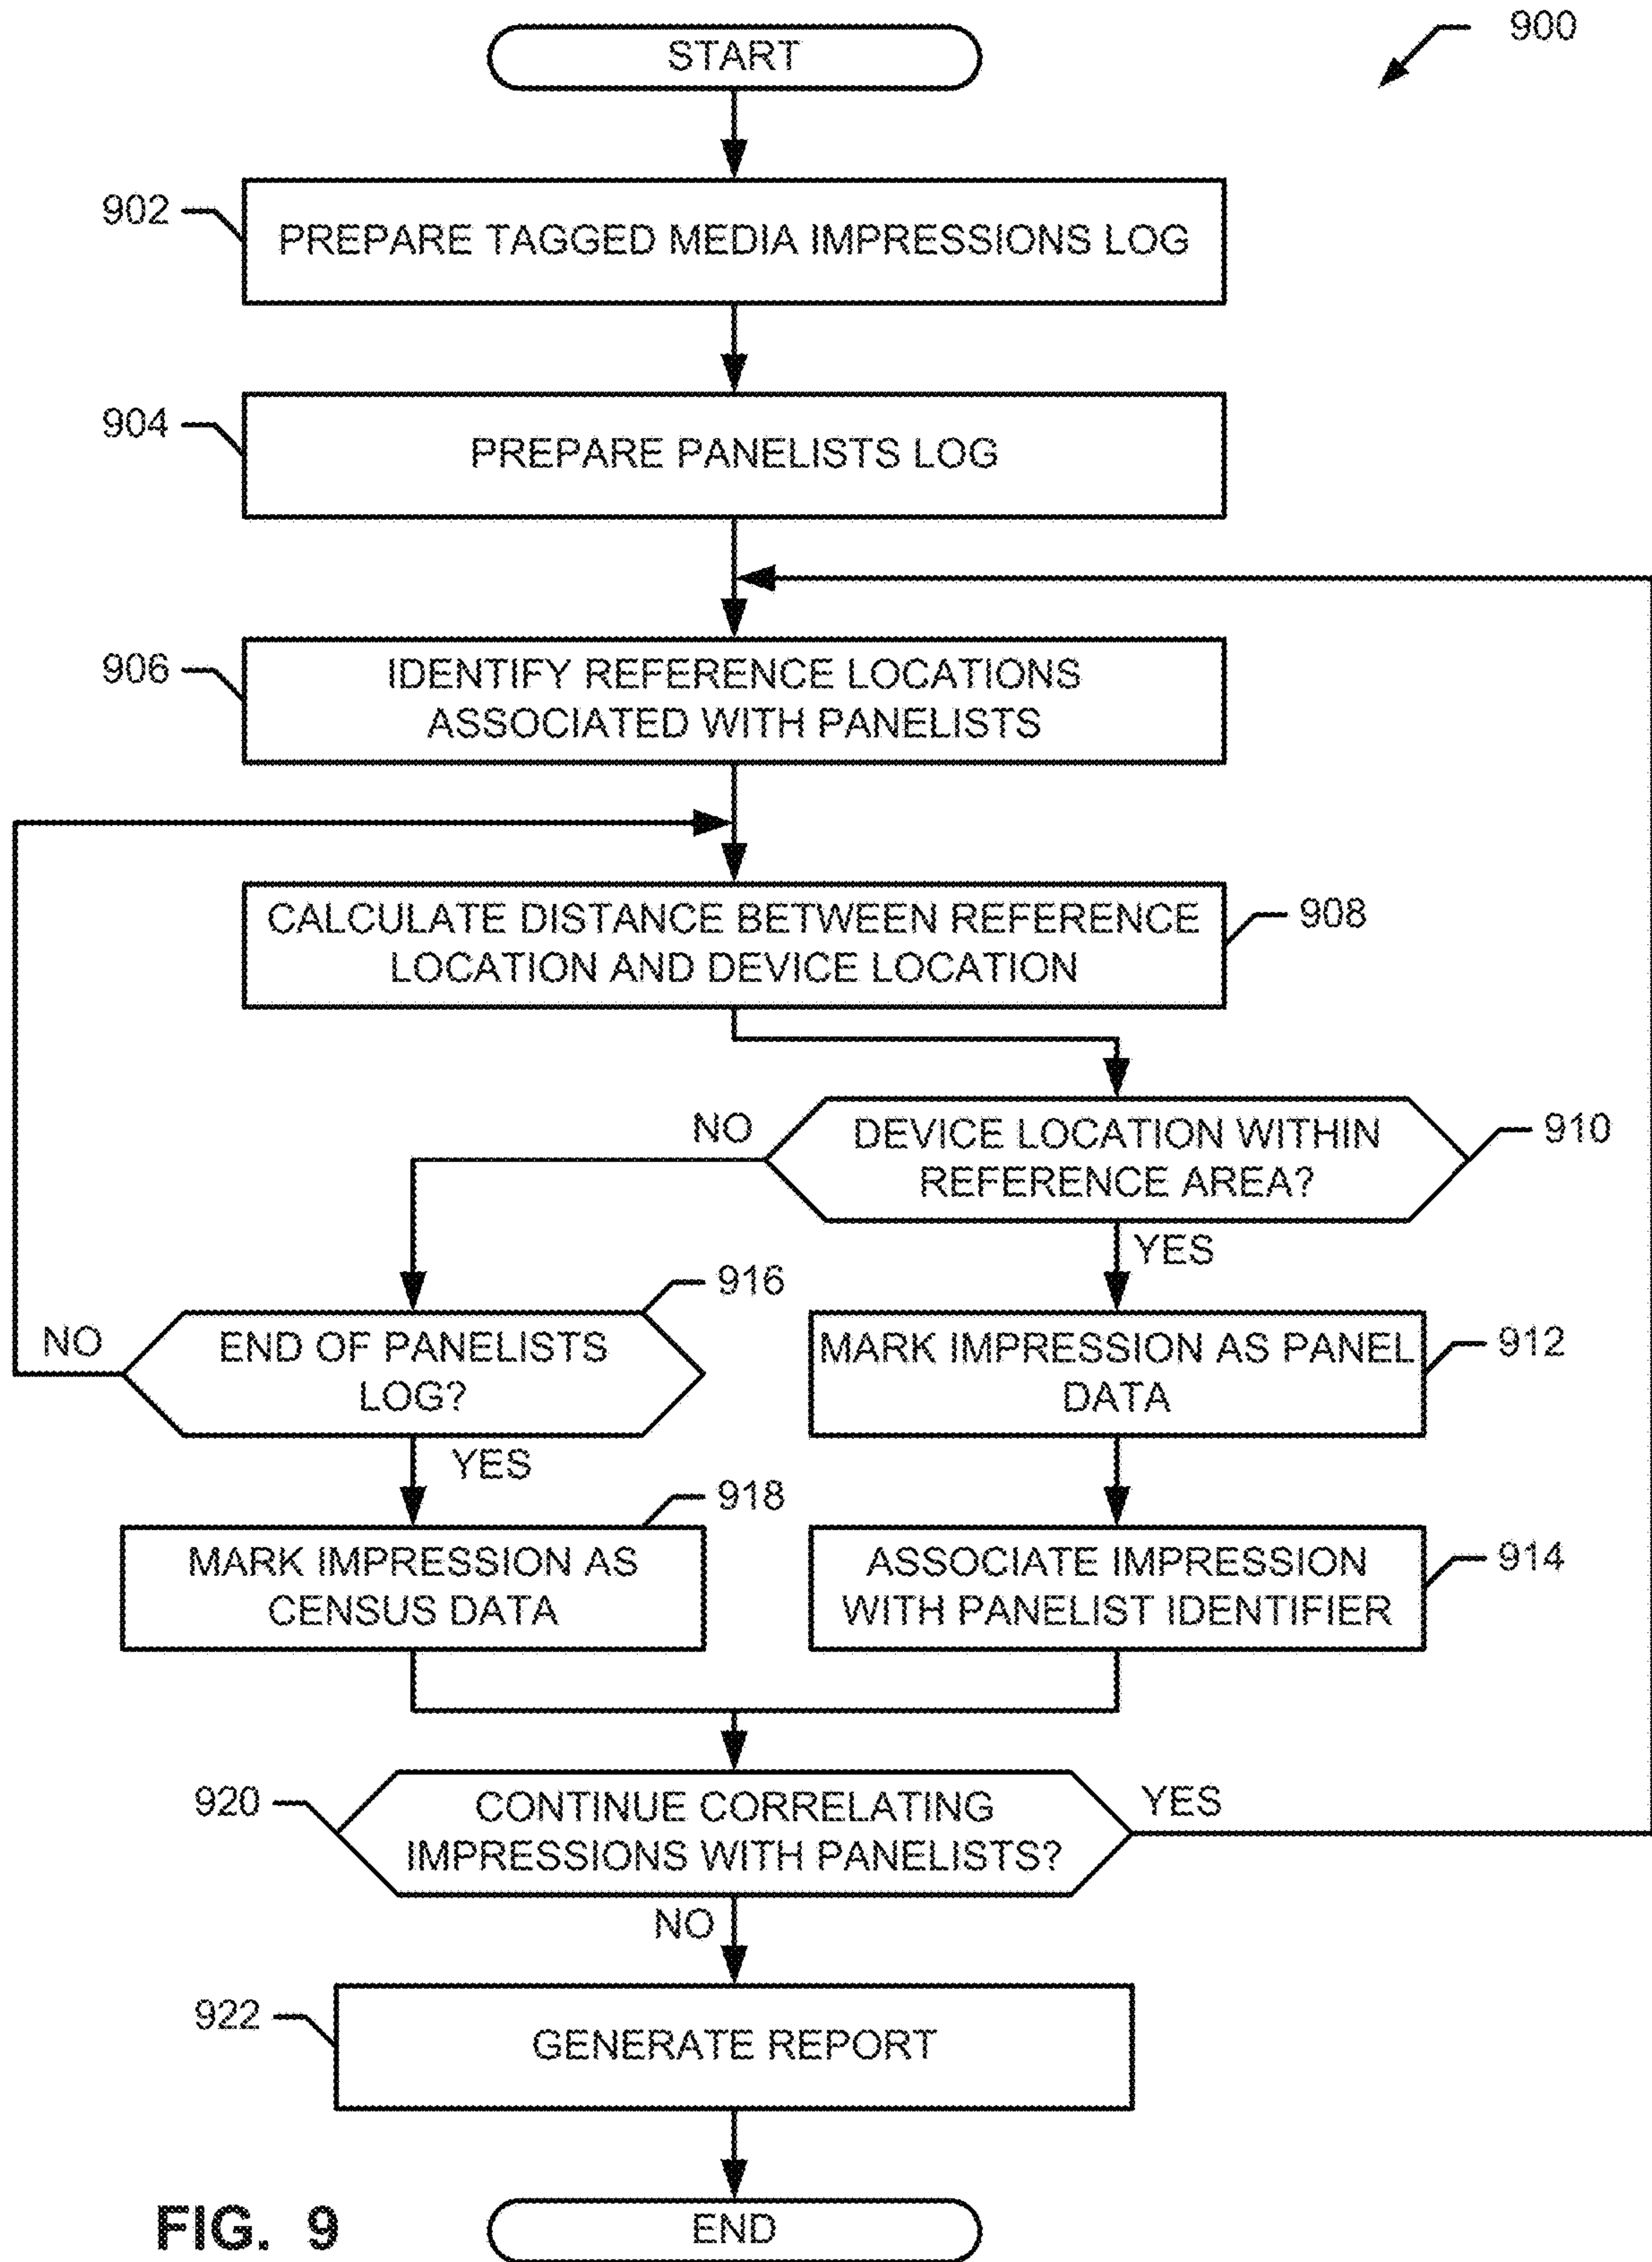 900
START
902
PREPARE TAGGED MEDIA IMPRESSIONS LOG
904
PREPARE PANELISTS LOG
906
IDENTIFY REFERENCE LOCATIONS
ASSOCIATED WITH PANELISTS
CALCULATE DISTANCE BETWEEN REFERENCE
LOCATION AND DEVICE LOCATION
908
NO
DEVICE LOCATION WITHIN
REFERENCE AREA?
910
YES
916
NO
END OF PANELISTS
LOG?
YES
MARK IMPRESSION AS PANEL
DATA
912
918
MARK IMPRESSION AS
CENSUS DATA
ASSOCIATE IMPRESSION
WITH PANELIST IDENTIFIER
914
920
CONTINUE CORRELATING
IMPRESSIONS WITH PANELISTS?
YES
NO
922
GENERATE REPORT
END
FIG. 9